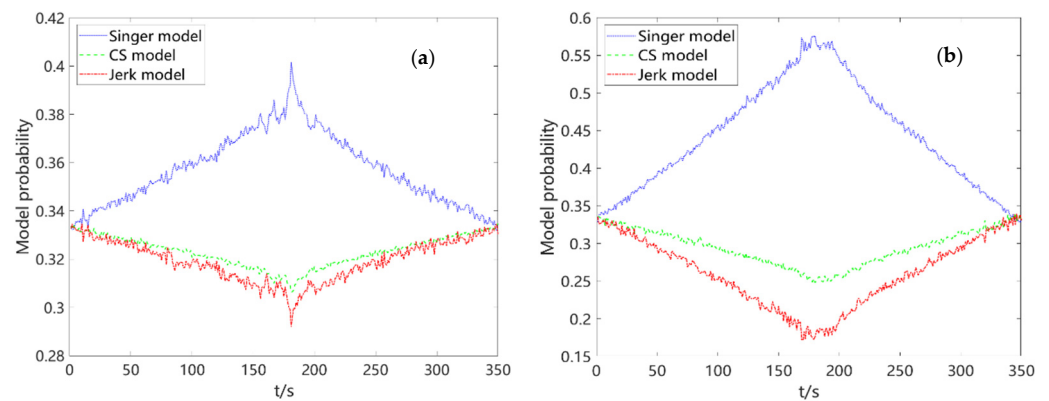 0.42
0.4
0.38
0.36
0.34
0.32
0.3
0.28
Model probability
Singer model
CS model
Jerk model
(a)
0 50 100 150 200 250 300 350
t/s
0.6
0.55
0.5
0.45
0.4
0.35
0.3
0.25
0.2
0.15
Model probability
Singer model
CS model
Jerk model
(b)
0 50 100 150 200 250 300 350
t/s